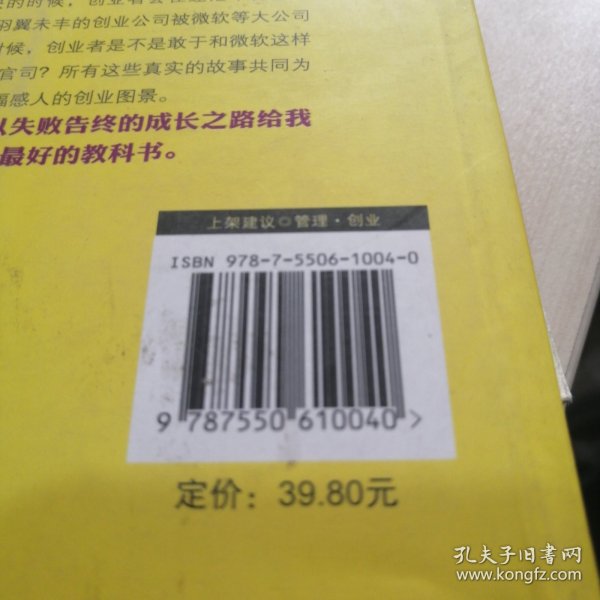 的时候，创业者会在
羽翼未丰的创业公司被微软等大公司
时候，创业者是不是敢于和微软这样
官司？所有这些真实的故事共同为
幅感人的创业图景。
以失败告终的成长之路给我
最好的教科书。
上架建议◎管理·创业
ISBN 978-7-5506-1004-0
9 787550 610040 >
定价：39.80元
孔夫子旧书网
www.kongfz.com